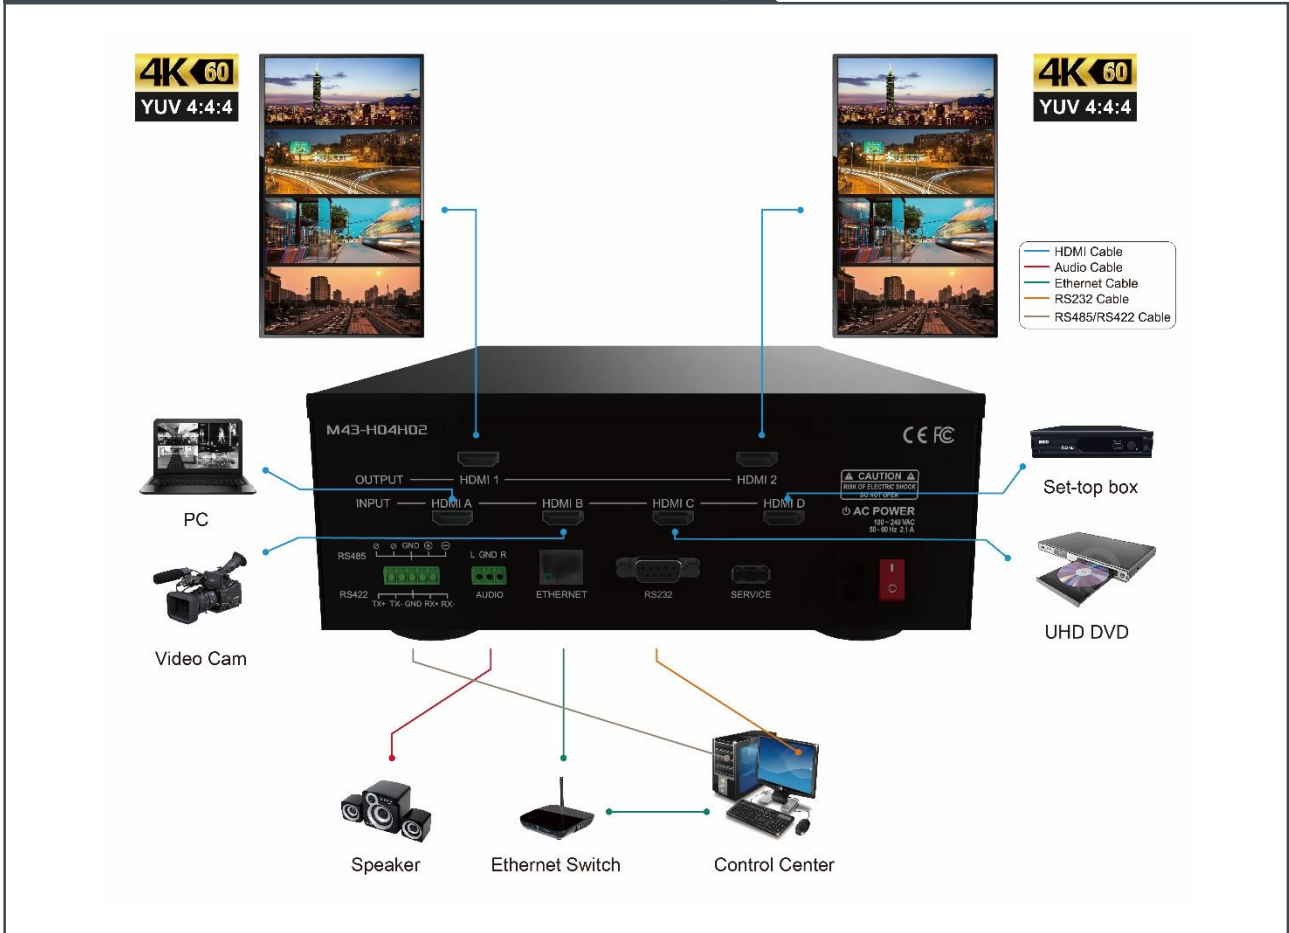 4K 60
YUV 4:4:4
4K 60
YUV 4:4:4
HDMI Cable
Audio Cable
Ethernet Cable
RS232 Cable
RS485/RS422 Cable
M43-H04H02
CE FC
OUTPUT HDMI 1 HDMI 2
INPUT HDMI A HDMI B HDMI C HDMI D
CAUTION
RISK OF ELECTRIC SHOCK
DO NOT OPEN
AC POWER
100 ~ 240 VAC
50 - 60 Hz 2.1 A
RS485 GND
L GND R
RS422
TX+ TX- GND RX+ RX-
AUDIO
ETHERNET
RS232
SERVICE
PC
Video Cam
Set-top box
UHD DVD
Speaker
Ethernet Switch
Control Center